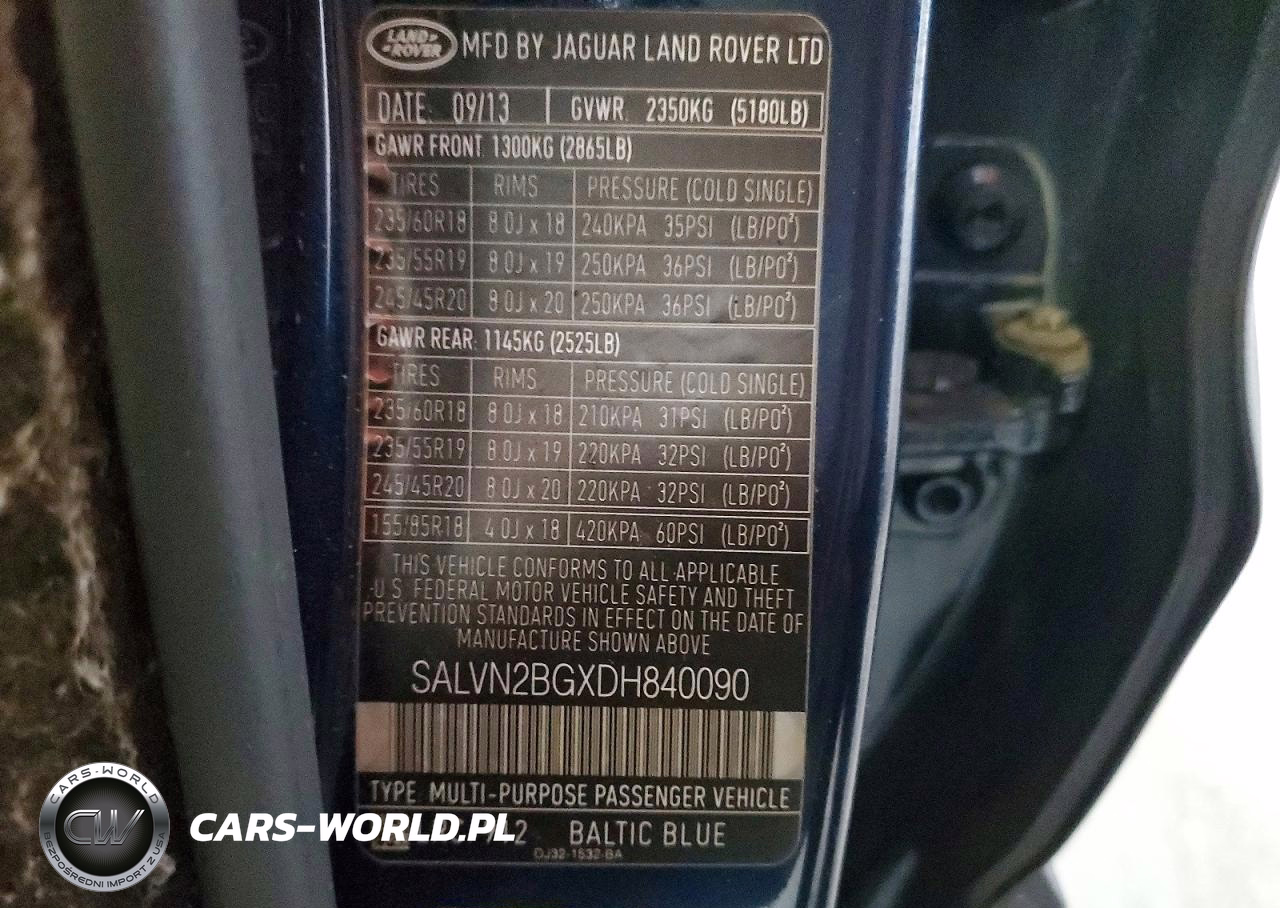 LAND ROVER MFD BY JAGUAR LAND ROVER LTD
DATE: 09/13 GVWR: 2350KG (5180LB)
GAWR FRONT 1300KG (2865LB)
TIRES RIMS PRESSURE (COLD SINGLE)
235/60R18 8.0J x 18 240KPA 35PSI (LB/PO²)
235/55R19 8.0J x 19 250KPA 36PSI (LB/PO²)
245/45R20 8.0J x 20 250KPA 36PSI (LB/PO²)
GAWR REAR: 1145KG (2525LB)
TIRES RIMS PRESSURE (COLD SINGLE)
235/60R18 8.0J x 18 210KPA 31PSI (LB/PO²)
235/55R19 8.0J x 19 220KPA 32PSI (LB/PO²)
245/45R20 8.0J x 20 220KPA 32PSI (LB/PO²)
155/85R18 4.0J x 18 420KPA 60PSI (LB/PO²)
THIS VEHICLE CONFORMS TO ALL APPLICABLE
U.S. FEDERAL MOTOR VEHICLE SAFETY AND THEFT
PREVENTION STANDARDS IN EFFECT ON THE DATE OF
MANUFACTURE SHOWN ABOVE
SALVN2BGXDH840090
TYPE MULTI-PURPOSE PASSENGER VEHICLE
BALTIC BLUE
DJ32-1532-BA
CARS-WORLD
CW
BEZPOŚREDNI IMPORT Z USA
CARS-WORLD.PL